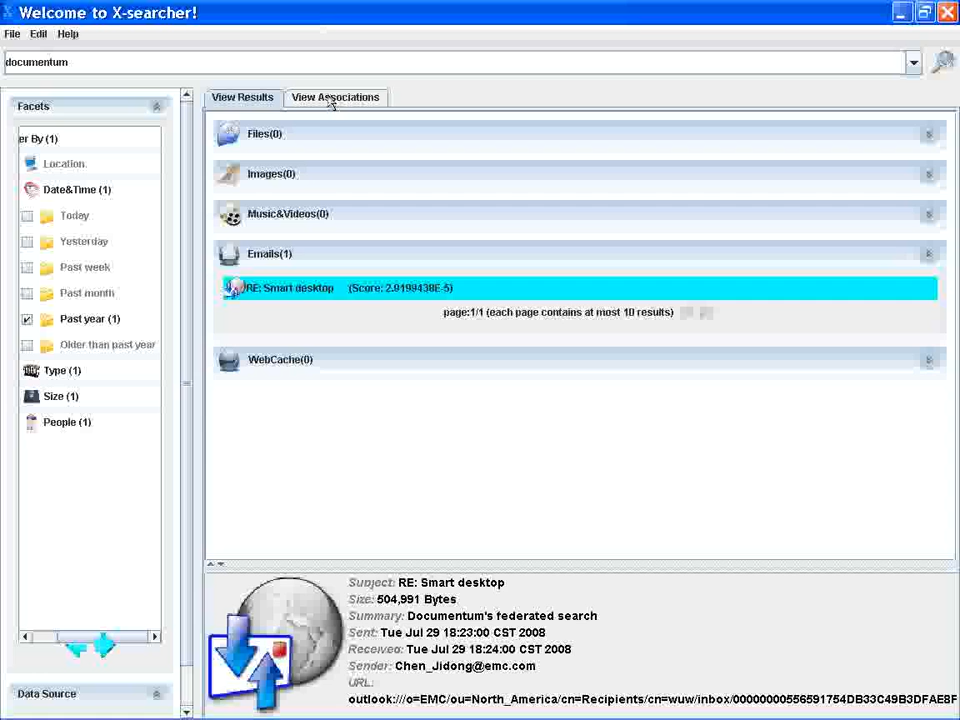 Welcome to X-searcher!
File Edit Help
documentum
Facets
er By (1)
Location
Date&Time (1)
Today
Yesterday
Past week
Past month
Past year (1)
Older than past year
Type (1)
Size (1)
People (1)
Data Source
View Results View Associations
Files(0)
Images(0)
Music&Videos(0)
Emails(1)
RE: Smart desktop (Score: 2.9199438E-5)
page:1/1 (each page contains at most 10 results)
WebCache(0)
Subject: RE: Smart desktop
Size: 504,991 Bytes
Summary: Documentum's federated search
Sent: Tue Jul 29 18:23:00 CST 2008
Received: Tue Jul 29 18:24:00 CST 2008
Sender: Chen_Jidong@emc.com
URL:
outlook:///o=EMC/ou=North_America/cn=Recipients/cn=wuw/inbox/00000000556591754DB33C49B3DFAE8F